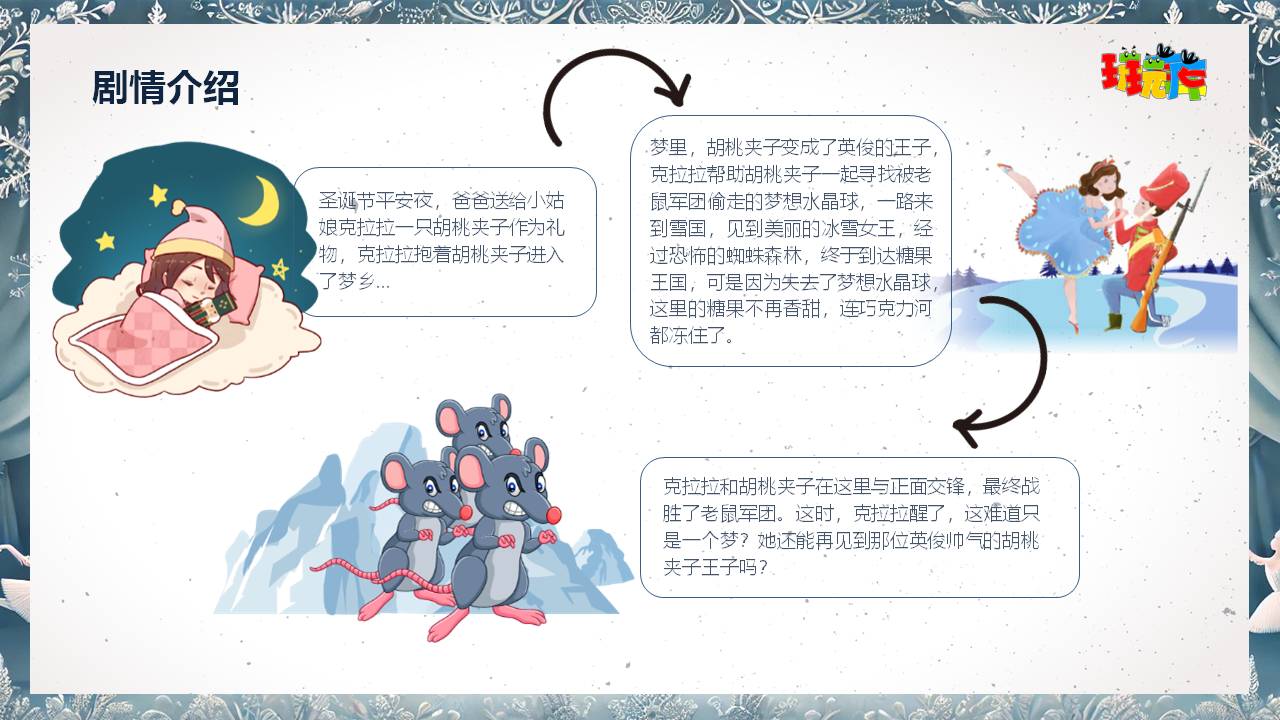 剧情介绍
圣诞节平安夜，爸爸送给小姑
娘克拉拉一只胡桃夹子作为礼
物，克拉拉抱着胡桃夹子进入
了梦乡...
梦里，胡桃夹子变成了英俊的王子，
克拉拉帮助胡桃夹子一起寻找被老
鼠军团偷走的梦想水晶球，一路来
到雪国，见到美丽的冰雪女王，经
过恐怖的蜘蛛森林，终于到达糖果
王国，可是因为失去了梦想水晶球，
这里的糖果不再香甜，连巧克力河
都冻住了。
克拉拉和胡桃夹子在这里与正面交锋，最终战
胜了老鼠军团。这时，克拉拉醒了，这难道只
是一个梦？她还能再见到那位英俊帅气的胡桃
夹子王子吗？